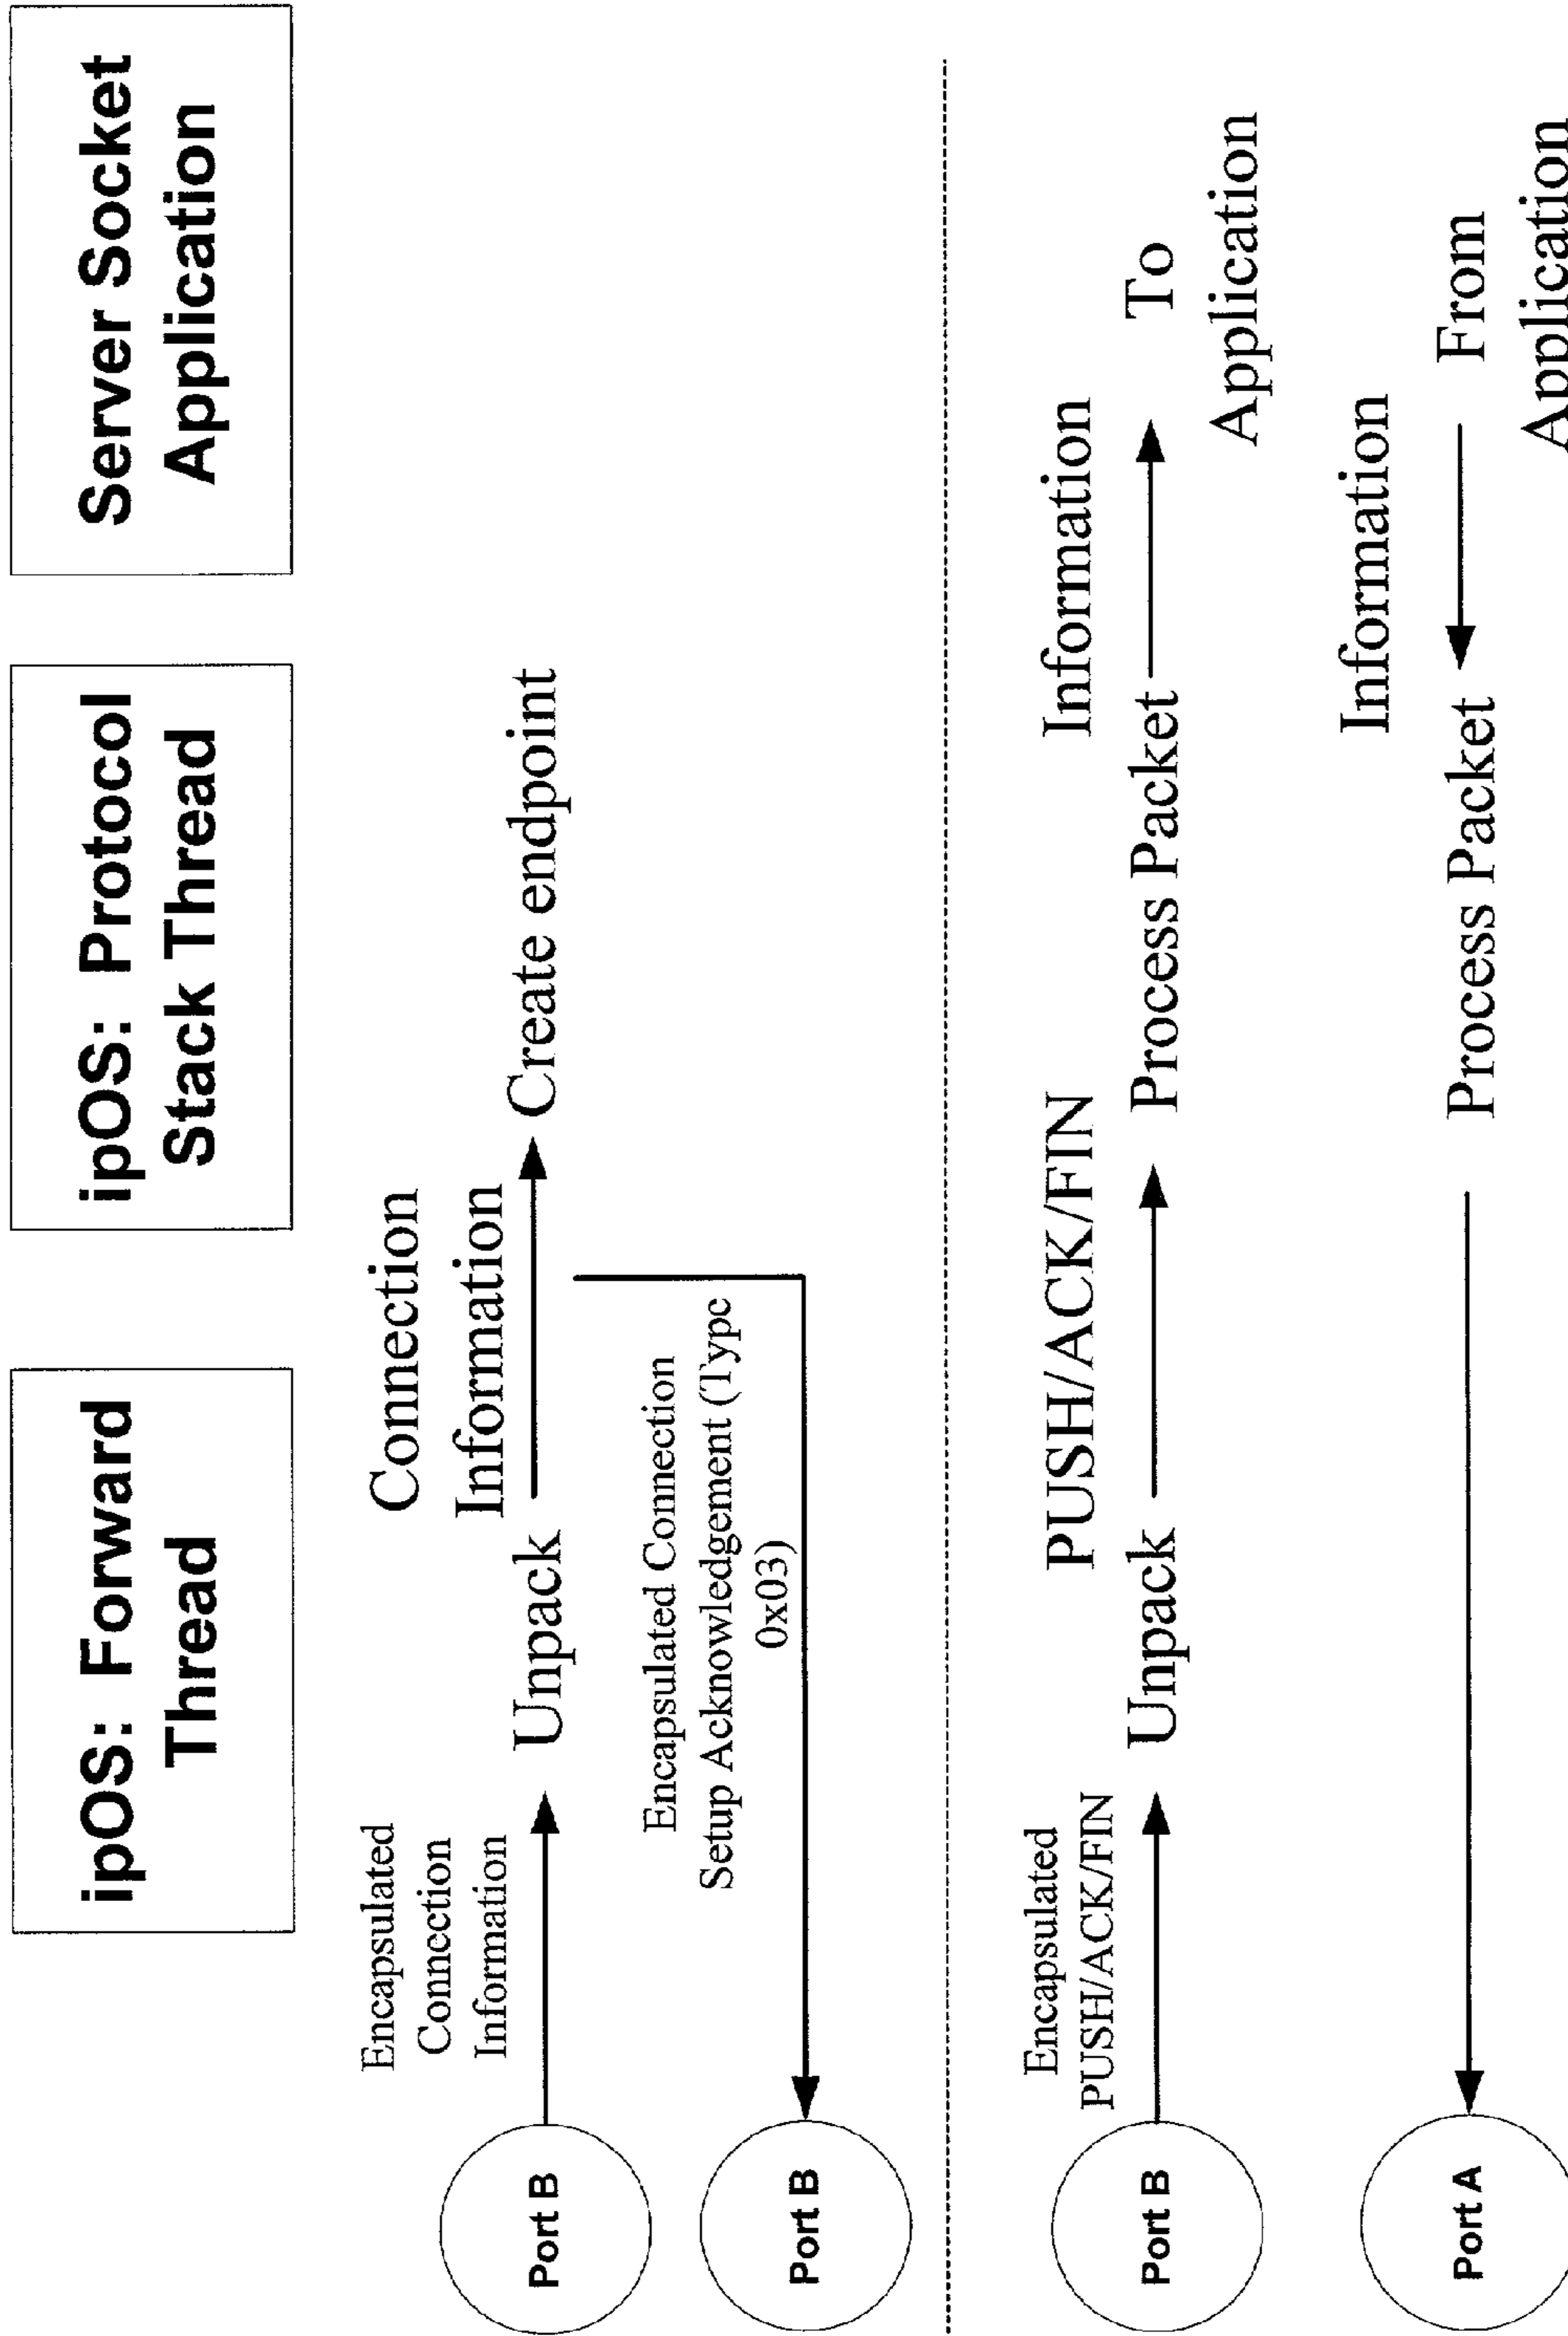 ipOS: Forward
Thread
ipOS: Protocol
Stack Thread
Server Socket
Application
Encapsulated
Connection
Information
Connection
Information
Port B
Unpack
Create endpoint
Encapsulated Connection
Setup Acknowledgement (Type
0x03)
Port B
Encapsulated
PUSH/ACK/FIN
PUSH/ACK/FIN
Information
Port B
Unpack
Process Packet
To
Application
Information
Port A
Process Packet
From
Application